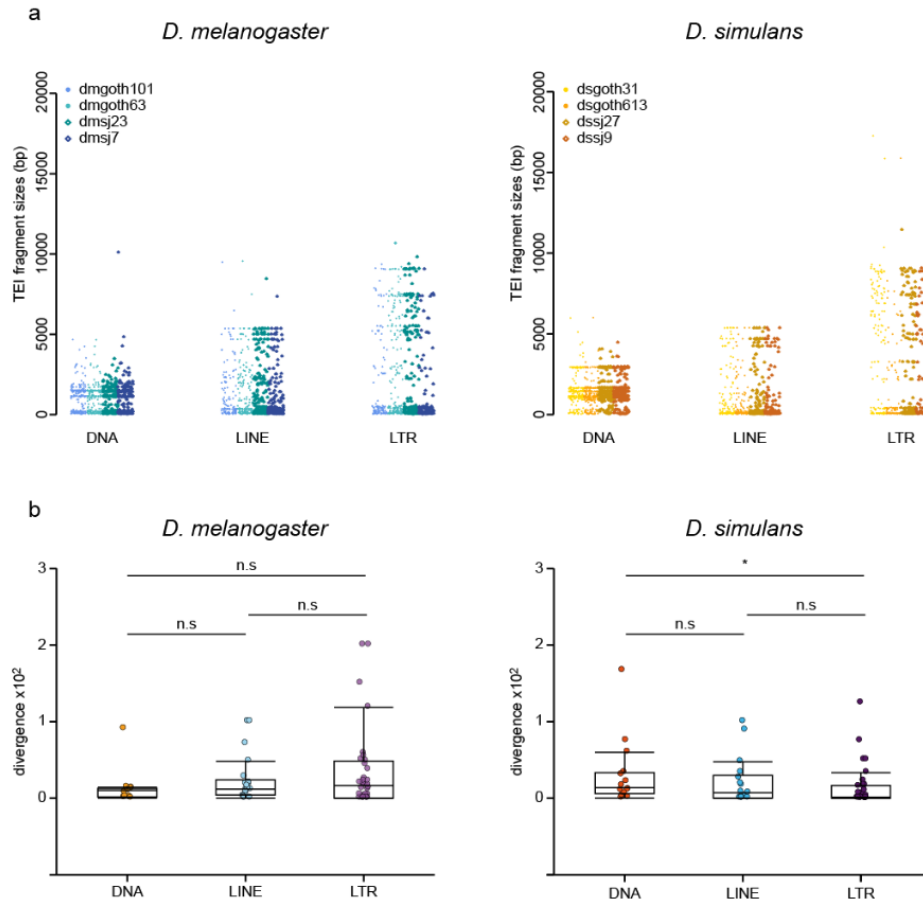 a
D. melanogaster
dmgoth101
dmgoth63
dmsj23
dmsj7
TEI fragment sizes (bp)
20000
15000
10000
5000
0
DNA
LINE
LTR
D. simulans
dsgoth31
dsgoth613
dssj27
dssj9
TEI fragment sizes (bp)
20000
15000
10000
5000
0
DNA
LINE
LTR
b
D. melanogaster
divergence x10²
3
2
1
0
n.s
n.s
n.s
DNA
LINE
LTR
D. simulans
divergence x10²
3
2
1
0
*
n.s
n.s
DNA
LINE
LTR